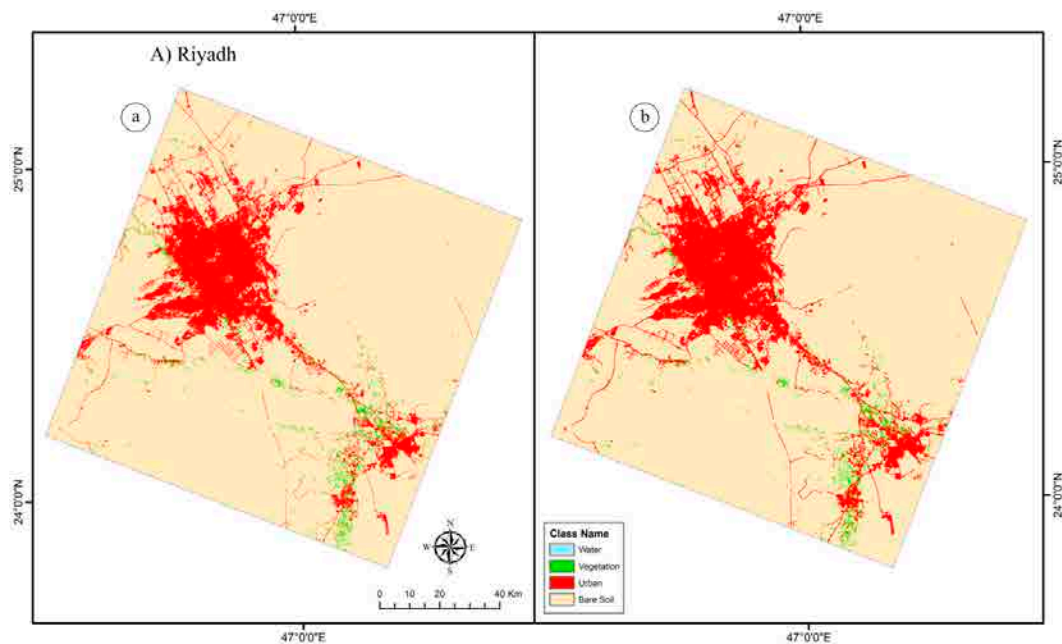 47°0'0"E
47°0'0"E
A) Riyadh
a
b
25°0'0"N
25°0'0"N
24°0'0"N
24°0'0"N
N
W
E
S
0 10 20 40 Km
Class Name
Water
Vegetation
Urban
Bare Soil
47°0'0"E
47°0'0"E